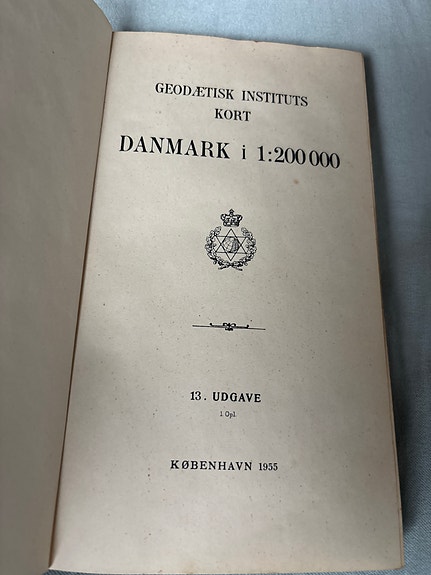 GEODÆTISK INSTITUTS
KORT
DANMARK i 1:200 000
13. UDGAVE
1 Opl.
KØBENHAVN 1955